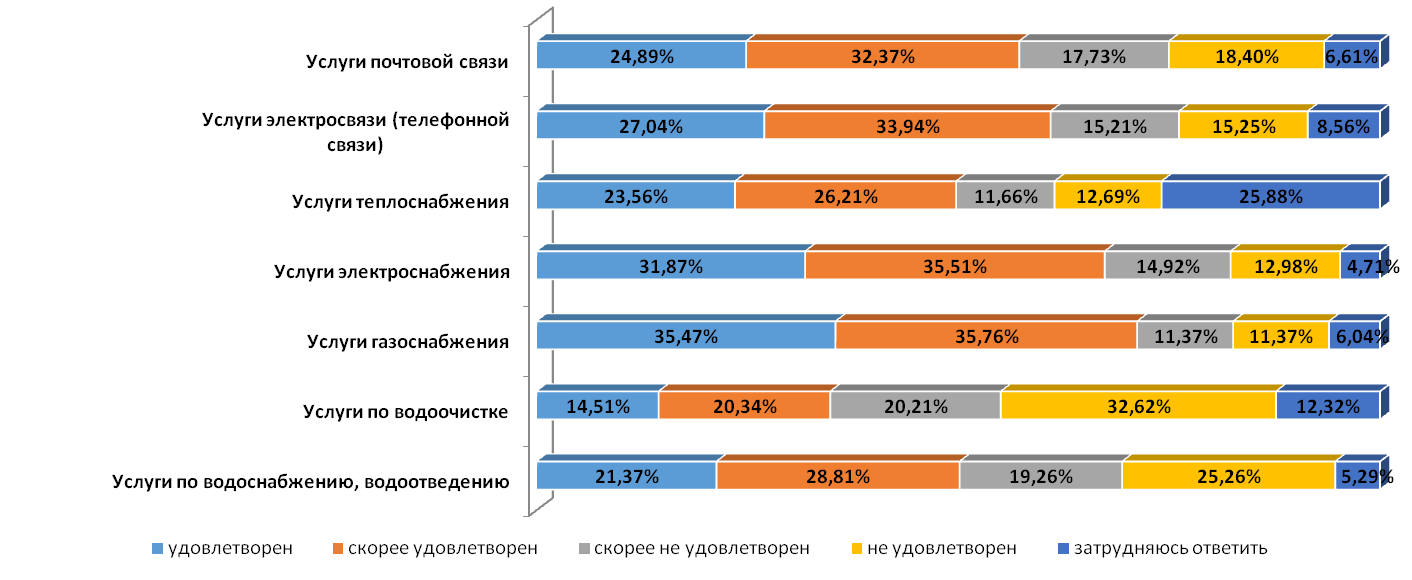 Услуги почтовой связи
24,89% 32,37% 17,73% 18,40% 6,61%
Услуги электросвязи (телефонной
связи)
27,04% 33,94% 15,21% 15,25% 8,56%
Услуги теплоснабжения
23,56% 26,21% 11,66% 12,69% 25,88%
Услуги электроснабжения
31,87% 35,51% 14,92% 12,98% 4,71%
Услуги газоснабжения
35,47% 35,76% 11,37% 11,37% 6,04%
Услуги по водоочистке
14,51% 20,34% 20,21% 32,62% 12,32%
Услуги по водоснабжению, водоотведению
21,37% 28,81% 19,26% 25,26% 5,29%
удовлетворен скорее удовлетворен скорее не удовлетворен не удовлетворен затрудняюсь ответить